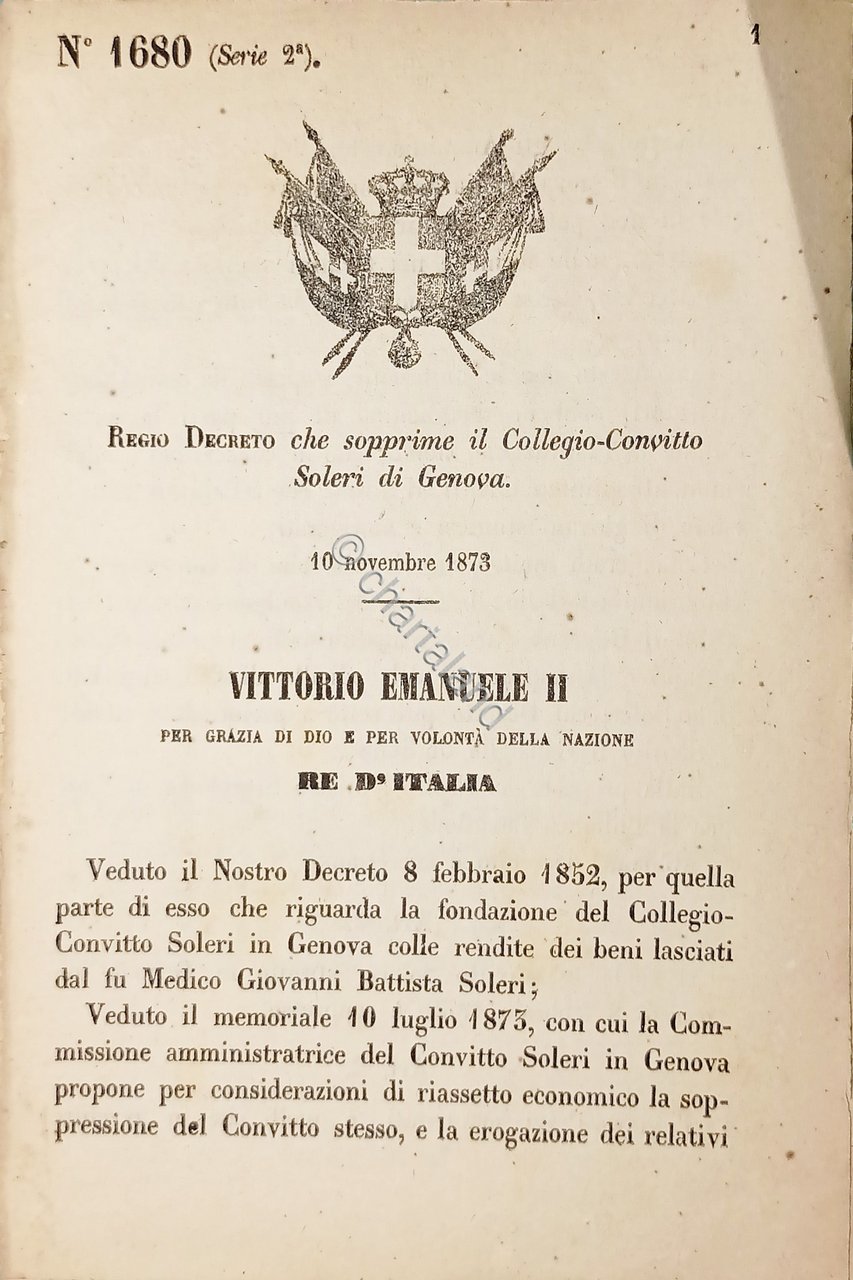 1
N° 1680 (Serie 2ª).
REGIO DECRETO che sopprime il Collegio-Convitto
Soleri di Genova.
10 novembre 1873
© chartaland
VITTORIO EMANUELE II
PER GRAZIA DI DIO E PER VOLONTÀ DELLA NAZIONE
RE D'ITALIA
Veduto il Nostro Decreto 8 febbraio 1852, per quella
parte di esso che riguarda la fondazione del Collegio-
Convitto Soleri in Genova colle rendite dei beni lasciati
dal fu Medico Giovanni Battista Soleri;
Veduto il memoriale 10 luglio 1873, con cui la Com-
missione amministratrice del Convitto Soleri in Genova
propone per considerazioni di riassetto economico la sop-
pressione del Convitto stesso, e la erogazione dei relativi